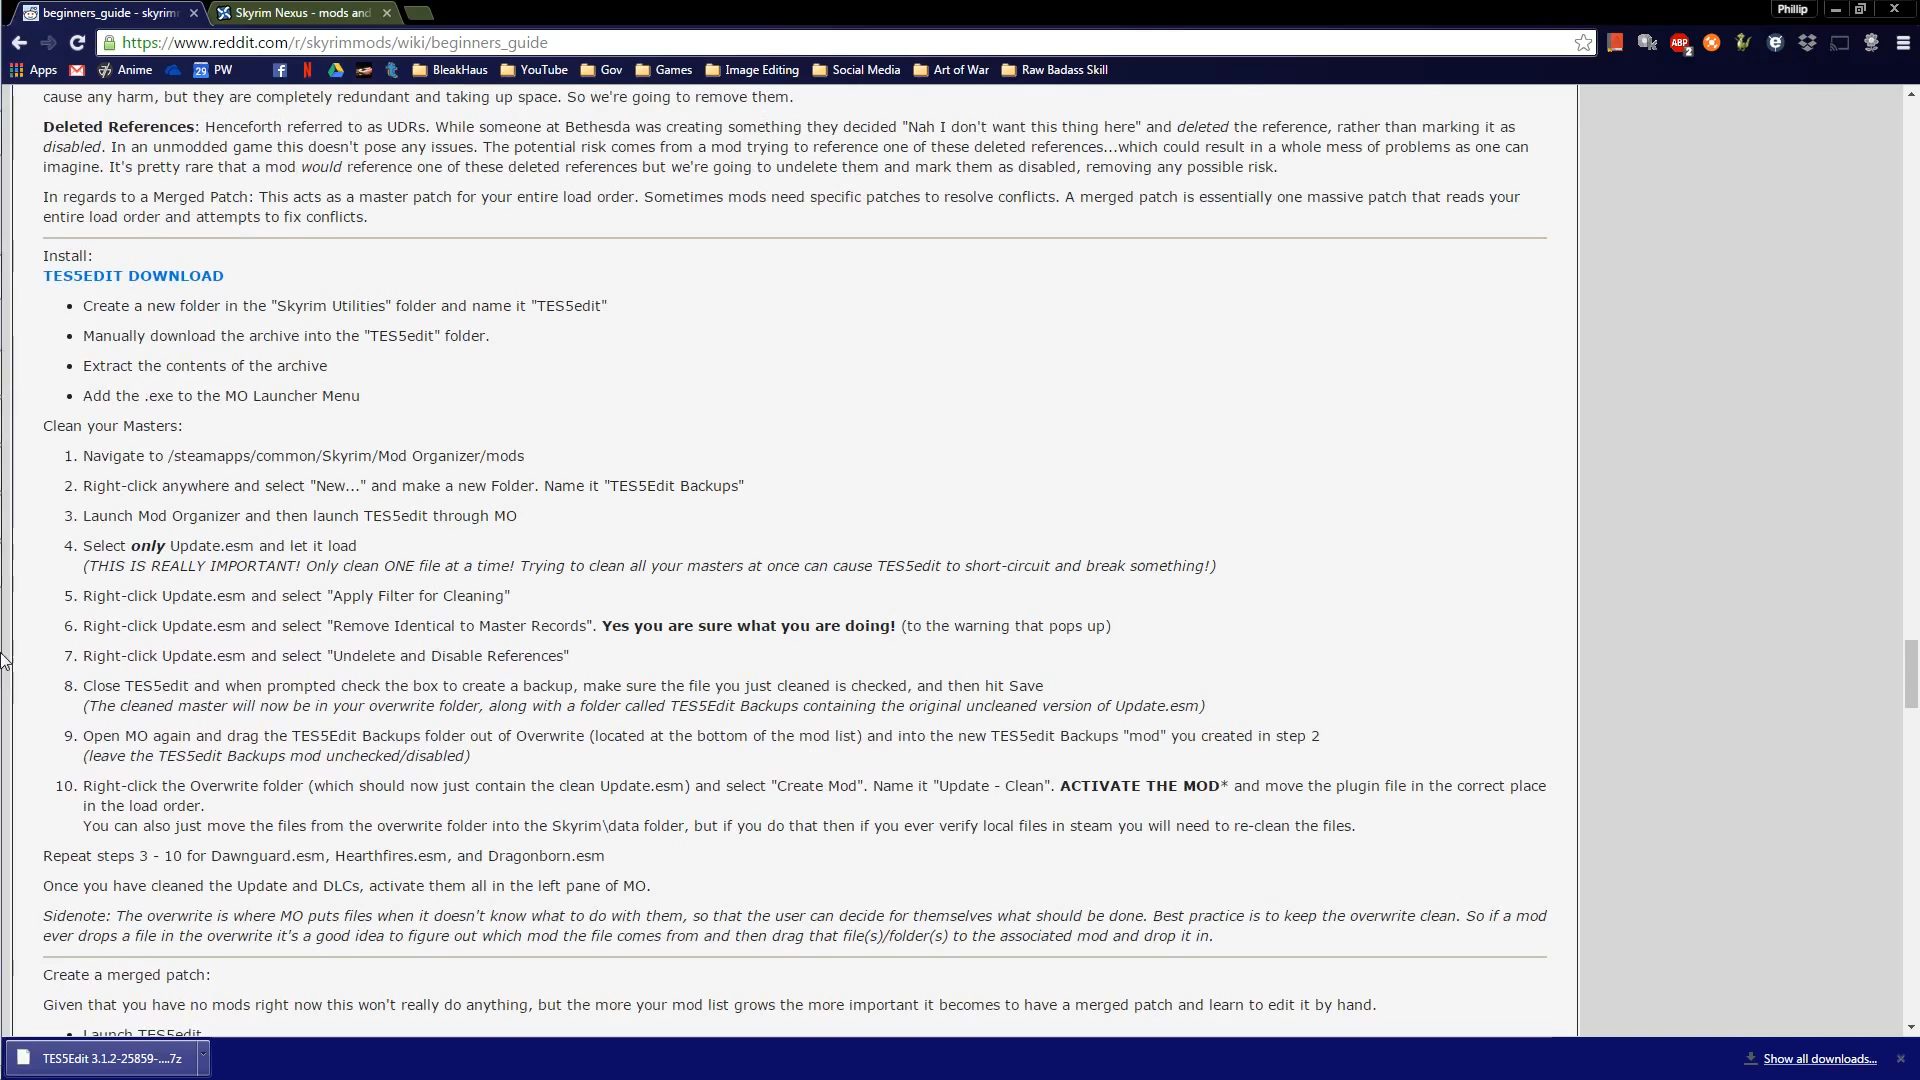 beginners_guide - skyrim
Skyrim Nexus - mods and
Phillip
https://www.reddit.com/r/skyrimmods/wiki/beginners_guide
Apps
Anime
29 PW
BleakHaus
YouTube
Gov
Games
Image Editing
Social Media
Art of War
Raw Badass Skill
ABP
2
cause any harm, but they are completely redundant and taking up space. So we're going to remove them.
Deleted References: Henceforth referred to as UDRs. While someone at Bethesda was creating something they decided "Nah I don't want this thing here" and deleted the reference, rather than marking it as
disabled. In an unmodded game this doesn't pose any issues. The potential risk comes from a mod trying to reference one of these deleted references...which could result in a whole mess of problems as one can
imagine. It's pretty rare that a mod would reference one of these deleted references but we're going to undelete them and mark them as disabled, removing any possible risk.
In regards to a Merged Patch: This acts as a master patch for your entire load order. Sometimes mods need specific patches to resolve conflicts. A merged patch is essentially one massive patch that reads your
entire load order and attempts to fix conflicts.
Install:
TES5EDIT DOWNLOAD
• Create a new folder in the "Skyrim Utilities" folder and name it "TES5edit"
• Manually download the archive into the "TES5edit" folder.
• Extract the contents of the archive
• Add the .exe to the MO Launcher Menu
Clean your Masters:
1. Navigate to /steamapps/common/Skyrim/Mod Organizer/mods
2. Right-click anywhere and select "New..." and make a new Folder. Name it "TES5Edit Backups"
3. Launch Mod Organizer and then launch TES5edit through MO
4. Select only Update.esm and let it load
(THIS IS REALLY IMPORTANT! Only clean ONE file at a time! Trying to clean all your masters at once can cause TES5edit to short-circuit and break something!)
5. Right-click Update.esm and select "Apply Filter for Cleaning"
6. Right-click Update.esm and select "Remove Identical to Master Records". Yes you are sure what you are doing! (to the warning that pops up)
7. Right-click Update.esm and select "Undelete and Disable References"
8. Close TES5edit and when prompted check the box to create a backup, make sure the file you just cleaned is checked, and then hit Save
(The cleaned master will now be in your overwrite folder, along with a folder called TES5Edit Backups containing the original uncleaned version of Update.esm)
9. Open MO again and drag the TES5Edit Backups folder out of Overwrite (located at the bottom of the mod list) and into the new TES5edit Backups "mod" you created in step 2
(leave the TES5edit Backups mod unchecked/disabled)
10. Right-click the Overwrite folder (which should now just contain the clean Update.esm) and select "Create Mod". Name it "Update - Clean". ACTIVATE THE MOD* and move the plugin file in the correct place
in the load order.
You can also just move the files from the overwrite folder into the Skyrim\data folder, but if you do that then if you ever verify local files in steam you will need to re-clean the files.
Repeat steps 3 - 10 for Dawnguard.esm, Hearthfires.esm, and Dragonborn.esm
Once you have cleaned the Update and DLCs, activate them all in the left pane of MO.
Sidenote: The overwrite is where MO puts files when it doesn't know what to do with them, so that the user can decide for themselves what should be done. Best practice is to keep the overwrite clean. So if a mod
ever drops a file in the overwrite it's a good idea to figure out which mod the file comes from and then drag that file(s)/folder(s) to the associated mod and drop it in.
Create a merged patch:
Given that you have no mods right now this won't really do anything, but the more your mod list grows the more important it becomes to have a merged patch and learn to edit it by hand.
• Launch TES5edit
TES5Edit 3.1.2-25859-....7z
Show all downloads...